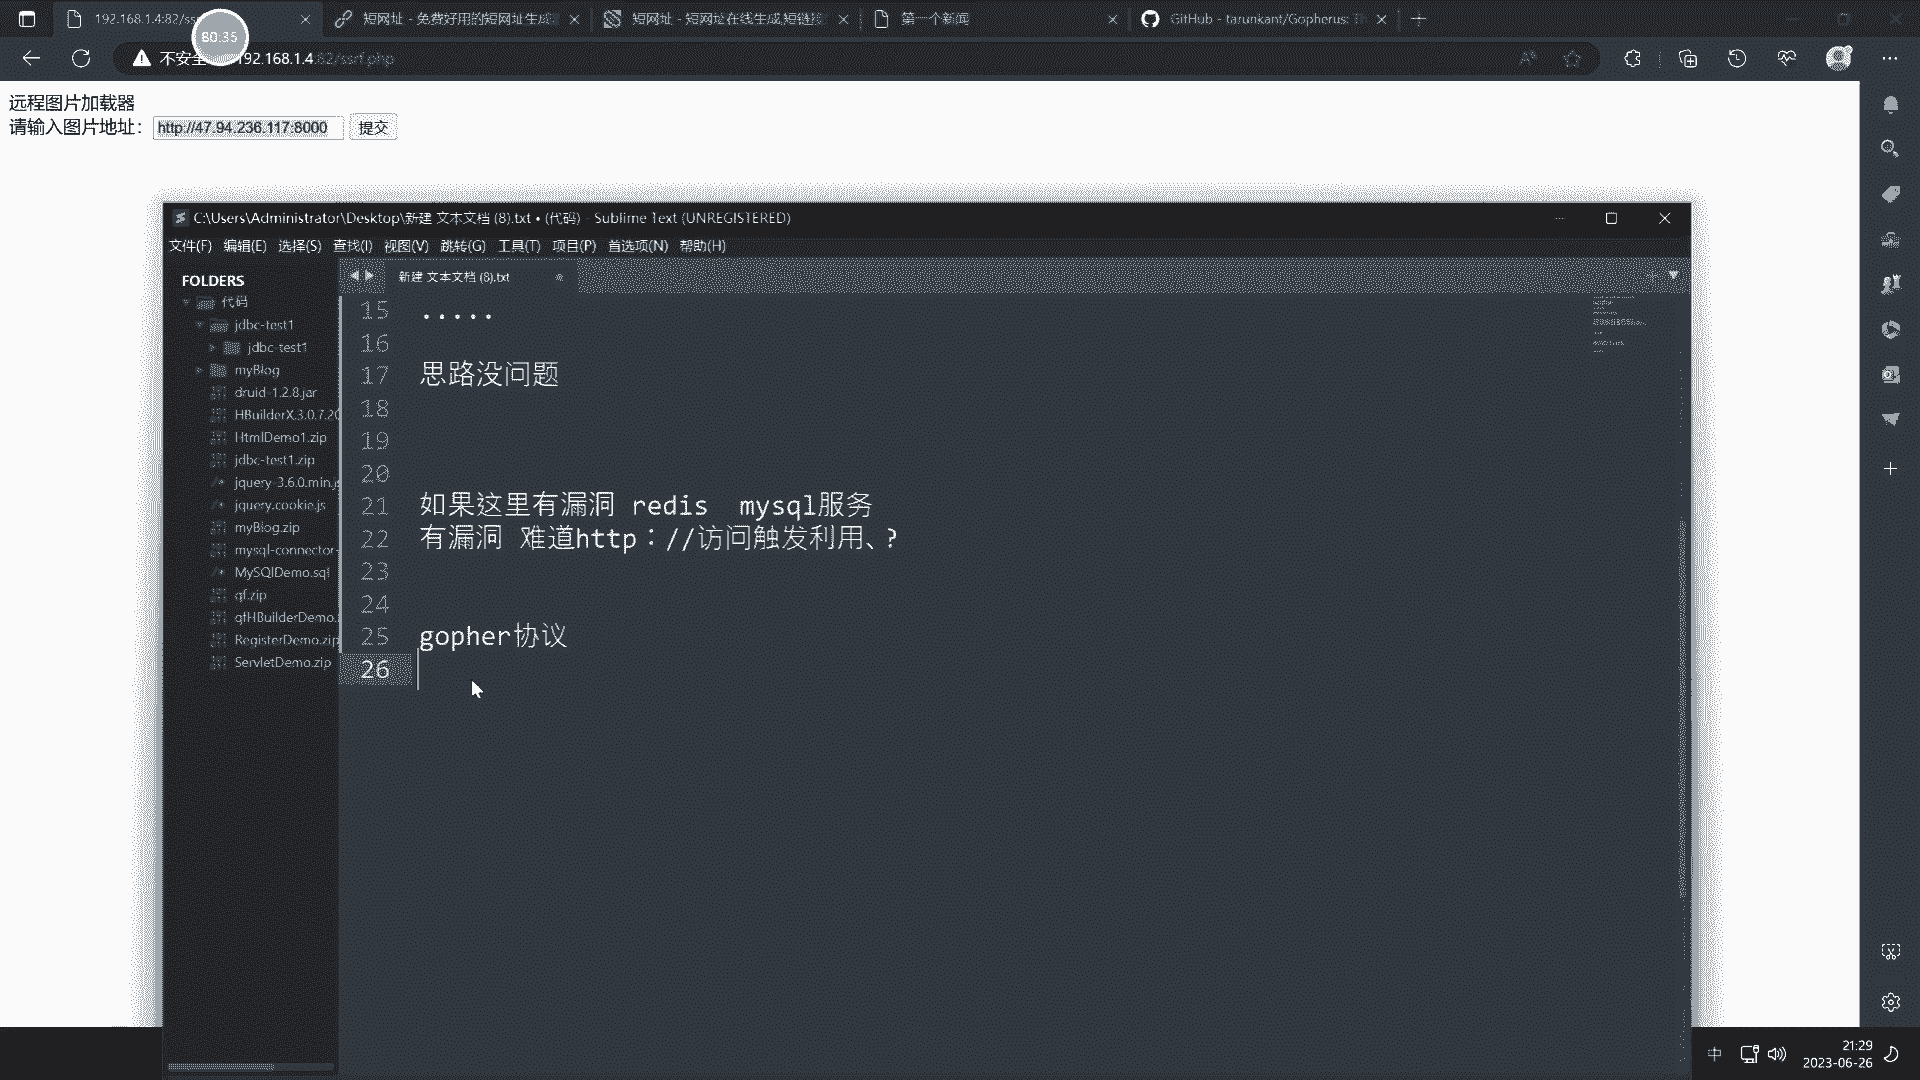 192.168.1.4:82/ss
短网址 - 免费好用的短网址生成
短网址 - 短网址在线生成,短链接
第一个新闻
GitHub - tarunkant/Gopherus:
80:35
不安全
192.168.1.4:82/ssrf.php
远程图片加载器
请输入图片地址: http://47.94.236.117:8000 提交
C:\Users\Administrator\Desktop\新建 文本文档 (8).txt • (代码) - Sublime Text (UNREGISTERED)
文件(F) 编辑(E) 选择(S) 查找(I) 视图(V) 跳转(G) 工具(T) 项目(P) 首选项(N) 帮助(H)
FOLDERS
代码
jdbc-test1
jdbc-test1
myBlog
druid-1.2.8.jar
HBuilderX.3.0.7.20
HtmlDemo1.zip
jdbc-test1.zip
jquery-3.6.0.min.js
jquery.cookie.js
myBlog.zip
mysql-connector-
MySQlDemo.sql
qf.zip
qfHBuilderDemo.
RegisterDemo.zip
ServletDemo.zip
新建 文本文档 (8).txt
15 .....
16
17 思路没问题
18
19
20
21 如果这里有漏洞 redis mysql服务
22 有漏洞 难道http：//访问触发利用、?
23
24
25 gopher协议
26
中
21:29
2023-06-26